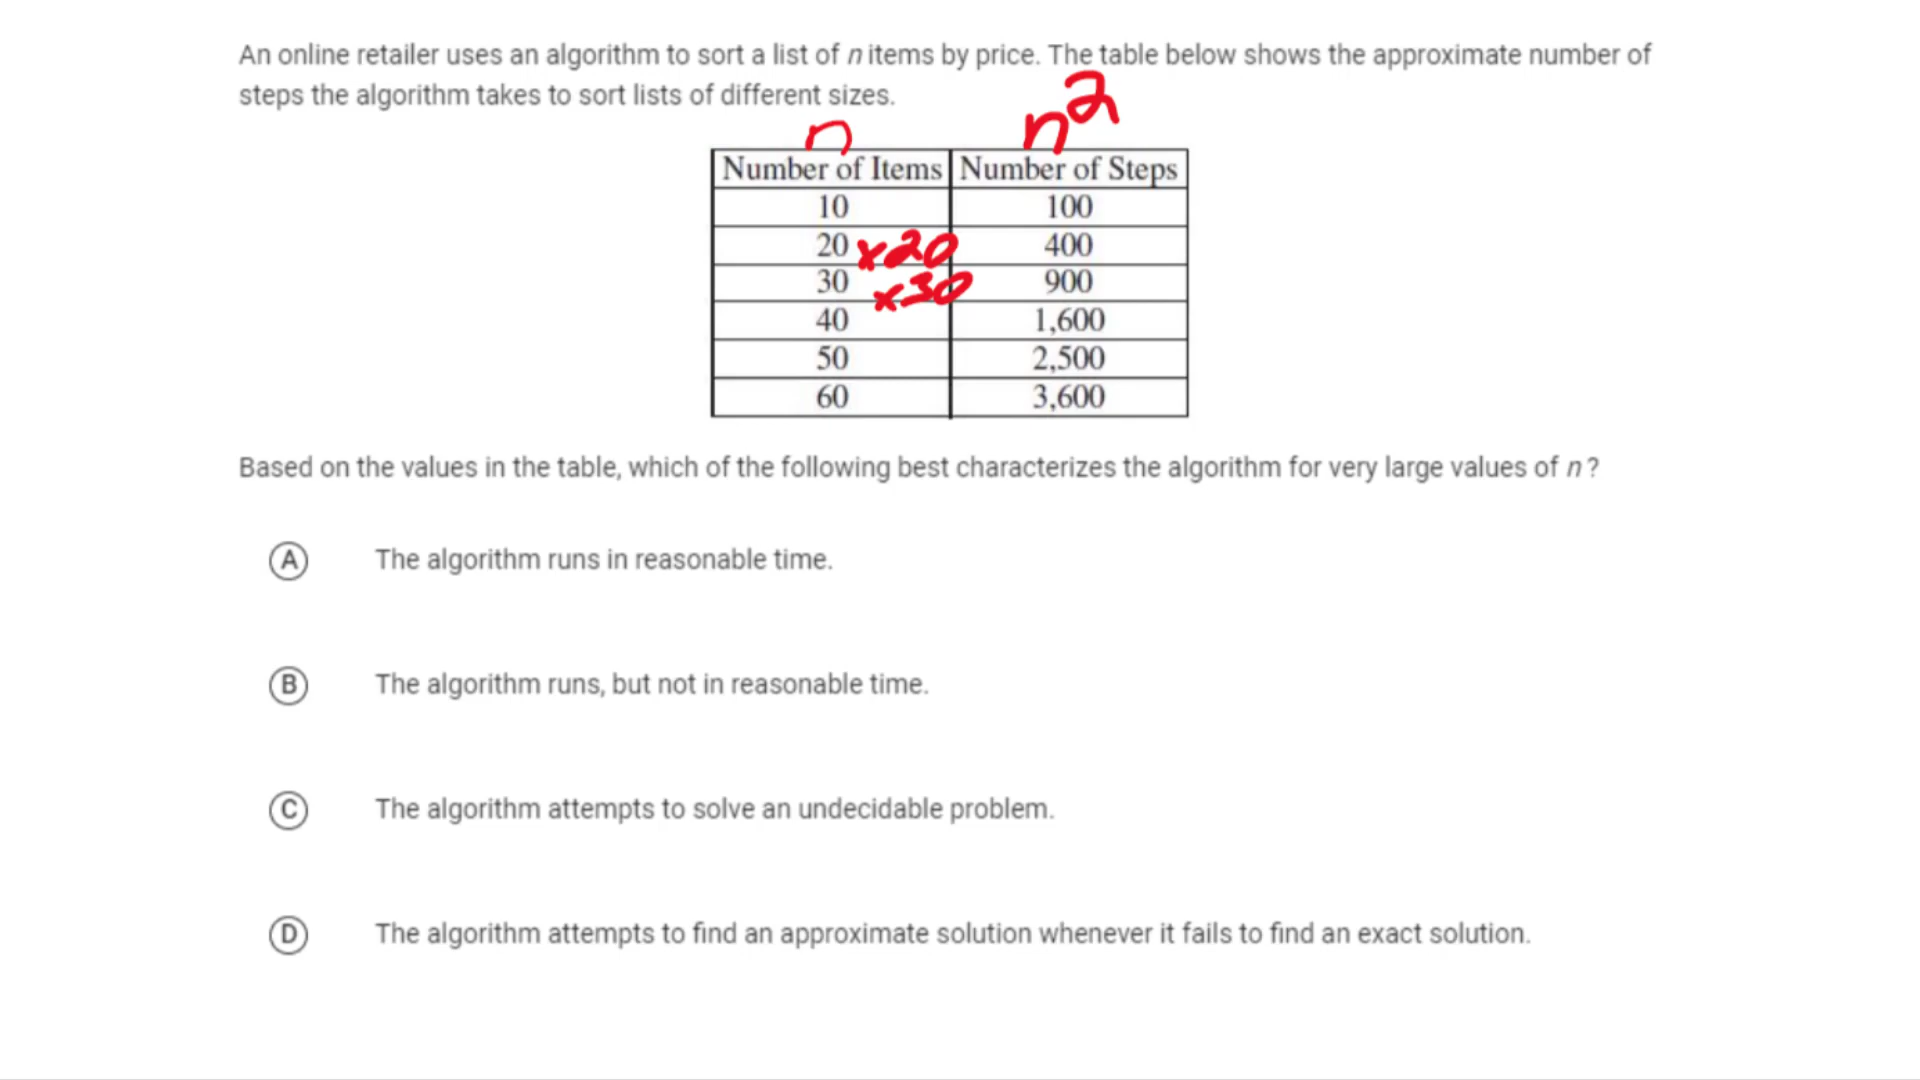 An online retailer uses an algorithm to sort a list of n items by price. The table below shows the approximate number of
steps the algorithm takes to sort lists of different sizes.
n n²
Number of Items Number of Steps
10 100
20 x20 400
30 x30 900
40 1,600
50 2,500
60 3,600
Based on the values in the table, which of the following best characterizes the algorithm for very large values of n?
A The algorithm runs in reasonable time.
B The algorithm runs, but not in reasonable time.
C The algorithm attempts to solve an undecidable problem.
D The algorithm attempts to find an approximate solution whenever it fails to find an exact solution.